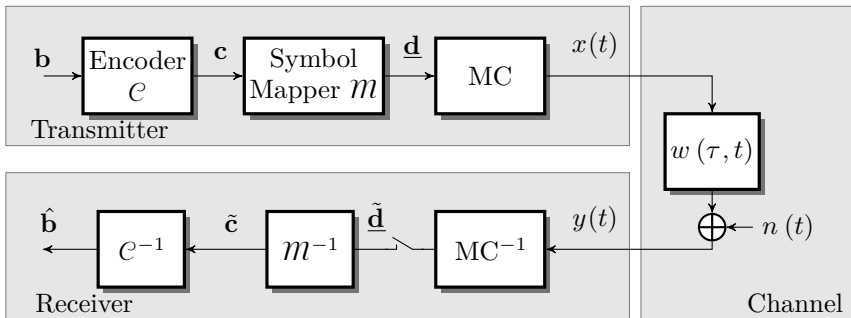 b
Encoder
𝒞
c
Symbol
Mapper ℳ
d
MC
x(t)
Transmitter
w (τ, t)
n (t)
Channel
y(t)
MC⁻¹
d̃
ℳ⁻¹
c̃
𝒞⁻¹
b̂
Receiver